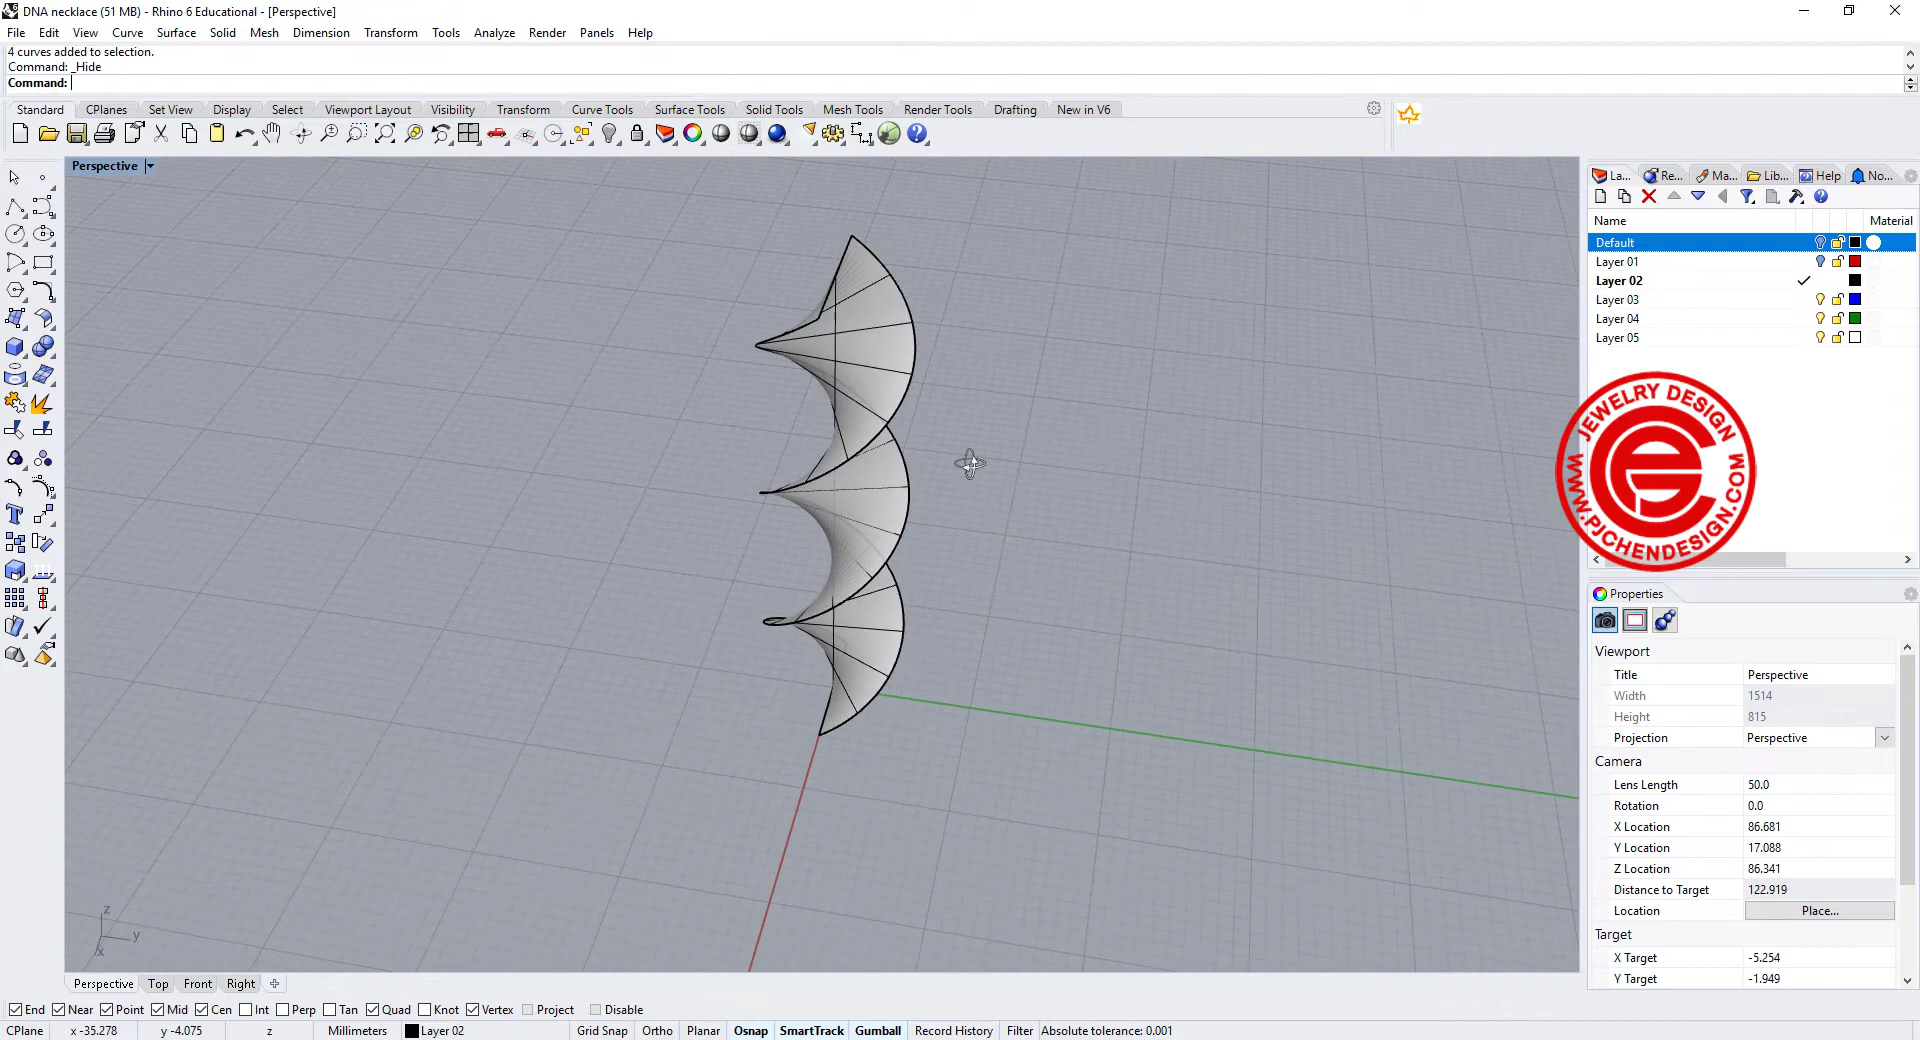 DNA necklace (51 MB) - Rhino 6 Educational - [Perspective]
File Edit View Curve Surface Solid Mesh Dimension Transform Tools Analyze Render Panels Help
4 curves added to selection.
Command: _Hide
Command:
Standard CPlanes Set View Display Select Viewport Layout Visibility Transform Curve Tools Surface Tools Solid Tools Mesh Tools Render Tools Drafting New in V6
Perspective
La... Re... Ma... Lib... Help No...
Name Material
Default
Layer 01
Layer 02
Layer 03
Layer 04
Layer 05
JEWELRY DESIGN
WWW.PJCHENDESIGN.COM
Properties
Viewport
Title Perspective
Width 1514
Height 815
Projection Perspective
Camera
Lens Length 50.0
Rotation 0.0
X Location 86.681
Y Location 17.088
Z Location 86.341
Distance to Target 122.919
Location Place...
Target
X Target -5.254
Y Target -1.949
z
y
x
Perspective Top Front Right
End Near Point Mid Cen Int Perp Tan Quad Knot Vertex Project Disable
CPlane x -35.278 y -4.075 z Millimeters Layer 02 Grid Snap Ortho Planar Osnap SmartTrack Gumball Record History Filter Absolute tolerance: 0.001